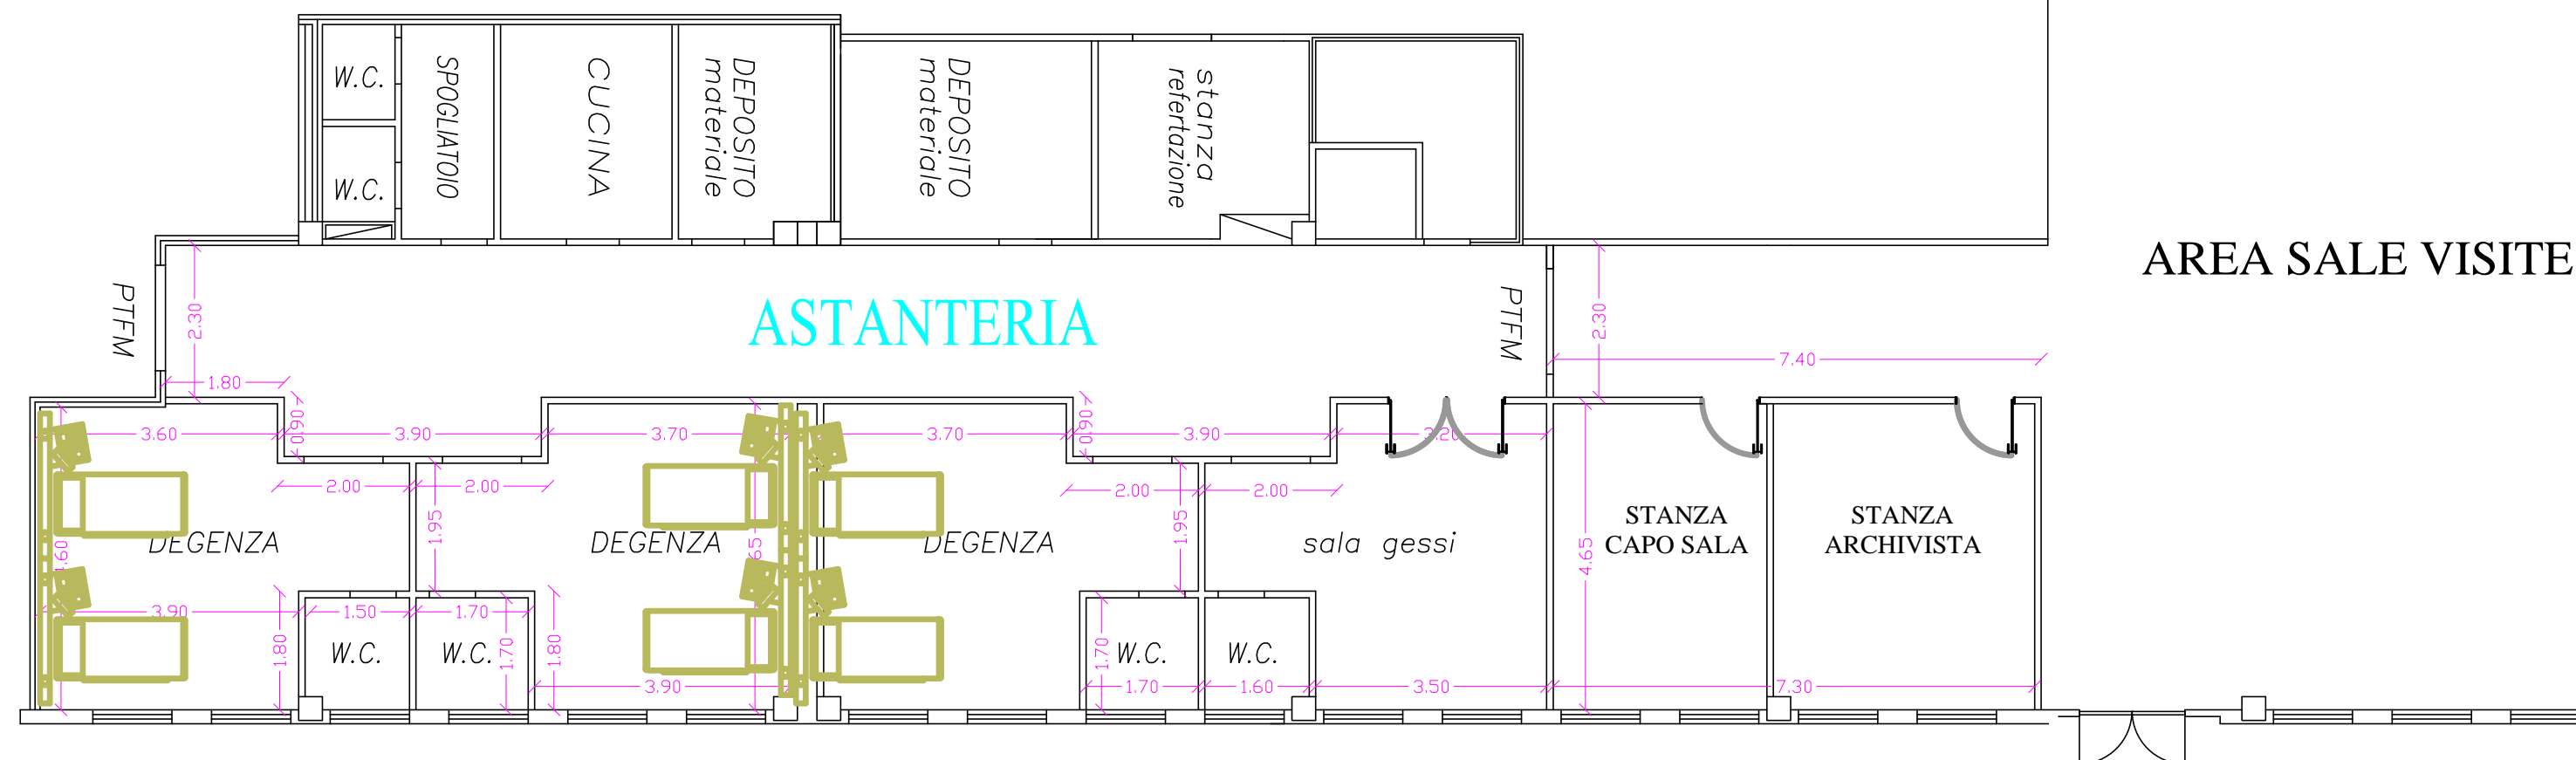 W.C.
W.C.
SPOGLIATOIO
CUCINA
DEPOSITO
materiale
DEPOSITO
materiale
stanza
refertazione
AREA SALE VISITE
PTFM
2.30
ASTANTERIA
PTFM
2.30
7.40
1.80
0.90
0.90
3.60
3.90
3.70
3.70
3.90
3.20
2.00
2.00
2.00
2.00
1.95
1.95
DEGENZA
DEGENZA
DEGENZA
sala gessi
STANZA
CAPO SALA
STANZA
ARCHIVISTA
4.65
3.90
1.50
1.70
1.80
1.70
1.80
W.C.
W.C.
1.70
W.C.
W.C.
3.90
1.70
1.60
3.50
7.30